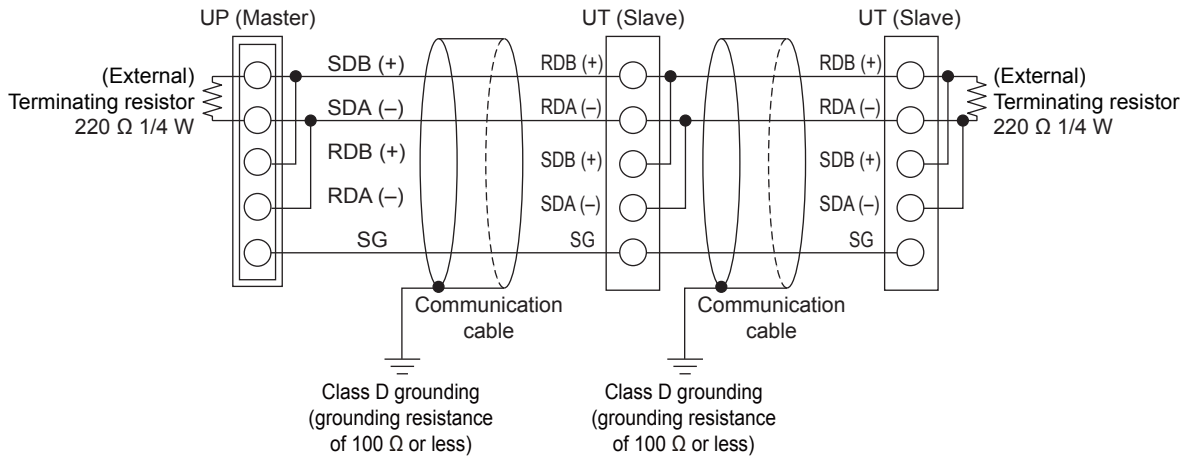 UP (Master)
UT (Slave)
UT (Slave)
(External)
Terminating resistor
220 Ω 1/4 W
SDB (+)
SDA (–)
RDB (+)
RDA (–)
SG
RDB (+)
RDA (–)
SDB (+)
SDA (–)
SG
RDB (+)
RDA (–)
SDB (+)
SDA (–)
SG
(External)
Terminating resistor
220 Ω 1/4 W
Communication
cable
Communication
cable
Class D grounding
(grounding resistance
of 100 Ω or less)
Class D grounding
(grounding resistance
of 100 Ω or less)